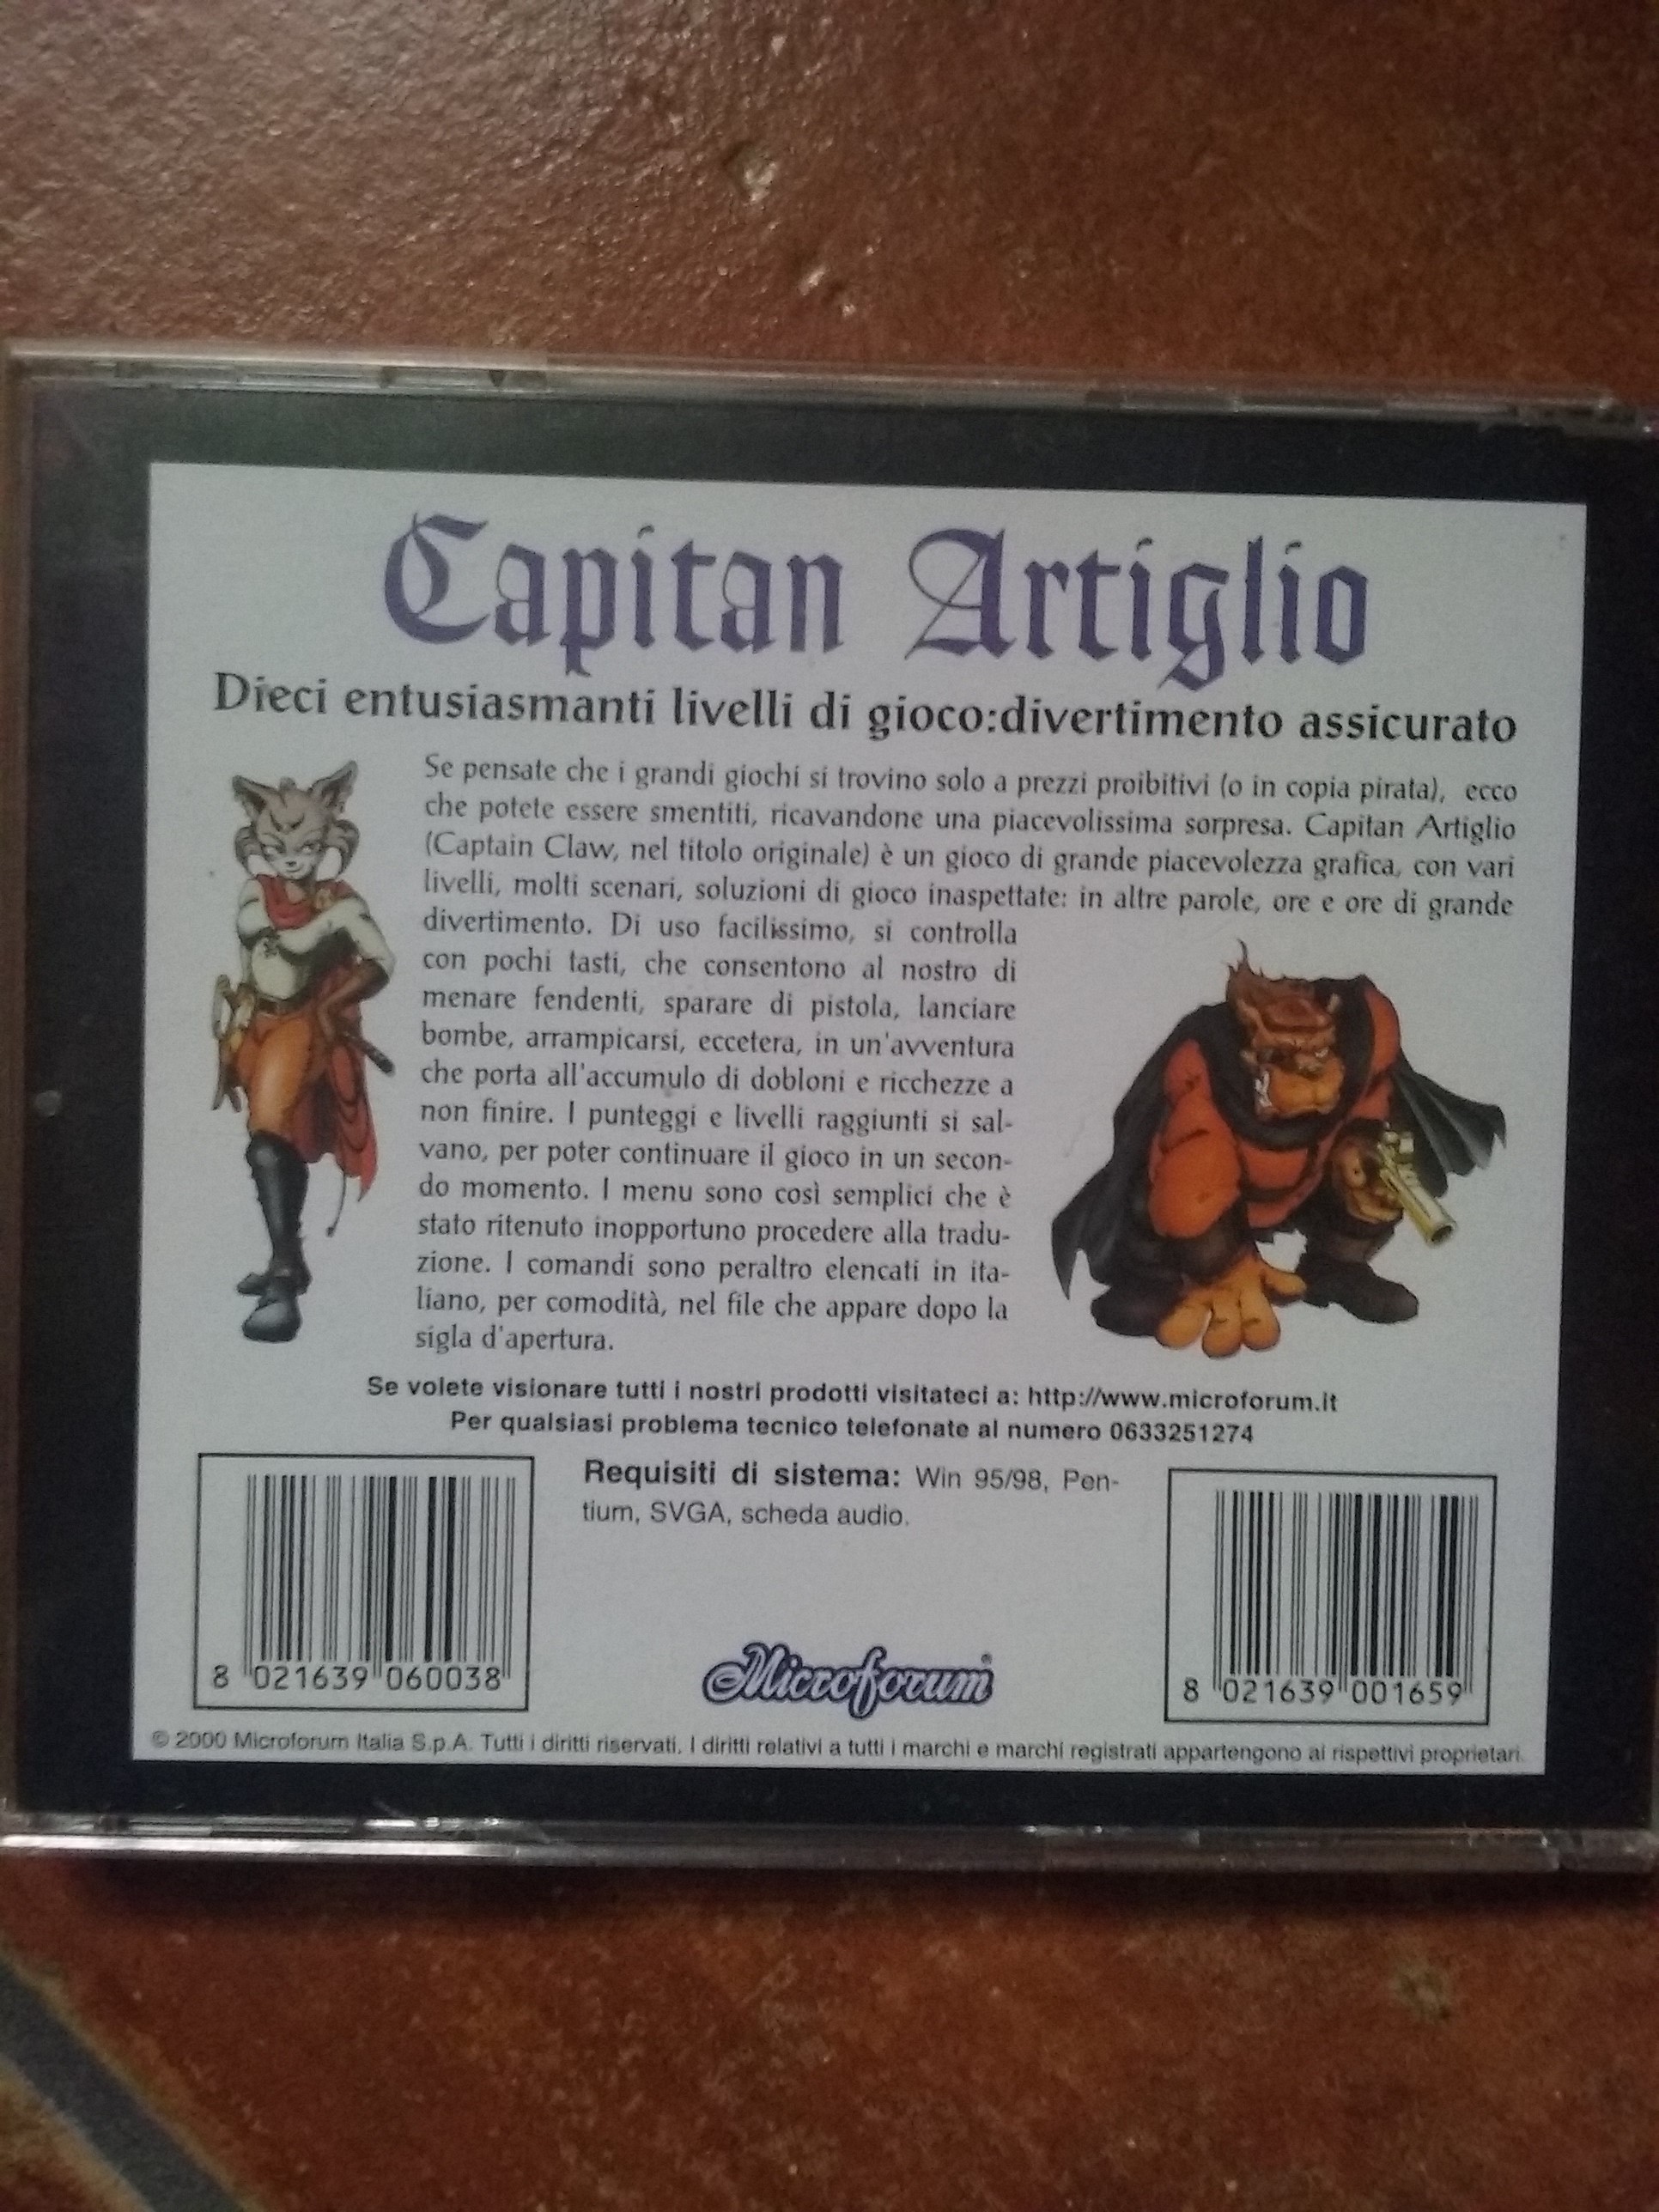 Capitan Artiglio
Dieci entusiasmanti livelli di gioco:divertimento assicurato
Se pensate che i grandi giochi si trovino solo a prezzi proibitivi (o in copia pirata), ecco
che potete essere smentiti, ricavandone una piacevolissima sorpresa. Capitan Artiglio
(Captain Claw, nel titolo originale) è un gioco di grande piacevolezza grafica, con vari
livelli, molti scenari, soluzioni di gioco inaspettate: in altre parole, ore e ore di grande
divertimento. Di uso facilissimo, si controlla
con pochi tasti, che consentono al nostro di
menare fendenti, sparare di pistola, lanciare
bombe, arrampicarsi, eccetera, in un'avventura
che porta all'accumulo di dobloni e ricchezze a
non finire. I punteggi e livelli raggiunti si sal-
vano, per poter continuare il gioco in un secon-
do momento. I menu sono così semplici che è
stato ritenuto inopportuno procedere alla tradu-
zione. I comandi sono peraltro elencati in ita-
liano, per comodità, nel file che appare dopo la
sigla d'apertura.
Se volete visionare tutti i nostri prodotti visitateci a: http://www.microforum.it
Per qualsiasi problema tecnico telefonate al numero 0633251274
Requisiti di sistema: Win 95/98, Pen-
tium, SVGA, scheda audio.
8 021639 060038
Microforum
8 021639 001659
© 2000 Microforum Italia S.p.A. Tutti i diritti riservati. I diritti relativi a tutti i marchi e marchi registrati appartengono ai rispettivi proprietari.